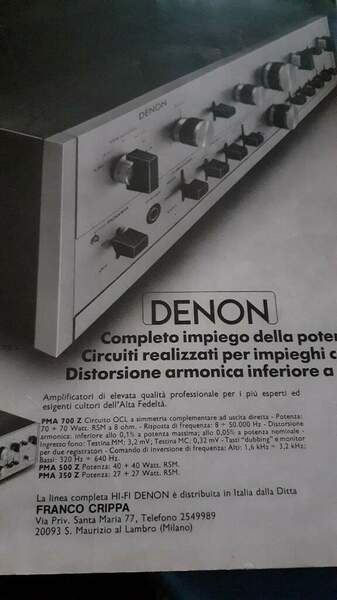 DENON
DENON
Completo impiego della poten
Circuiti realizzati per impieghi c
Distorsione armonica inferiore a
Amplificatori di elevata qualità professionale per i più esperti ed
esigenti cultori dell'Alta Fedeltà.
PMA 700 Z Circuito OCL a simmetria complementare ad uscita diretta - Potenza:
70 + 70 Watt. RSM a 8 ohm. - Risposta di frequenza: 8 ÷ 50.000 Hz - Distorsione
armonica: inferiore allo 0,1% a potenza massima; allo 0,05% a potenza nominale -
Ingresso fono: Testina MM; 3,2 mV; Testina MC; 0,32 mV - Tasti "dubbing" e monitor
per due registratori - Comando di inversione di frequenza: Alti: 1,6 kHz ÷ 3,2 kHz;
Bassi: 320 Hz ÷ 640 Hz.
PMA 500 Z Potenza: 40 + 40 Watt. RSM.
PMA 350 Z Potenza: 27 + 27 Watt. RSM.
La linea completa HI-FI DENON è distribuita in Italia dalla Ditta
FRANCO CRIPPA
Via Priv. Santa Maria 77, Telefono 2549989
20093 S. Maurizio al Lambro (Milano)